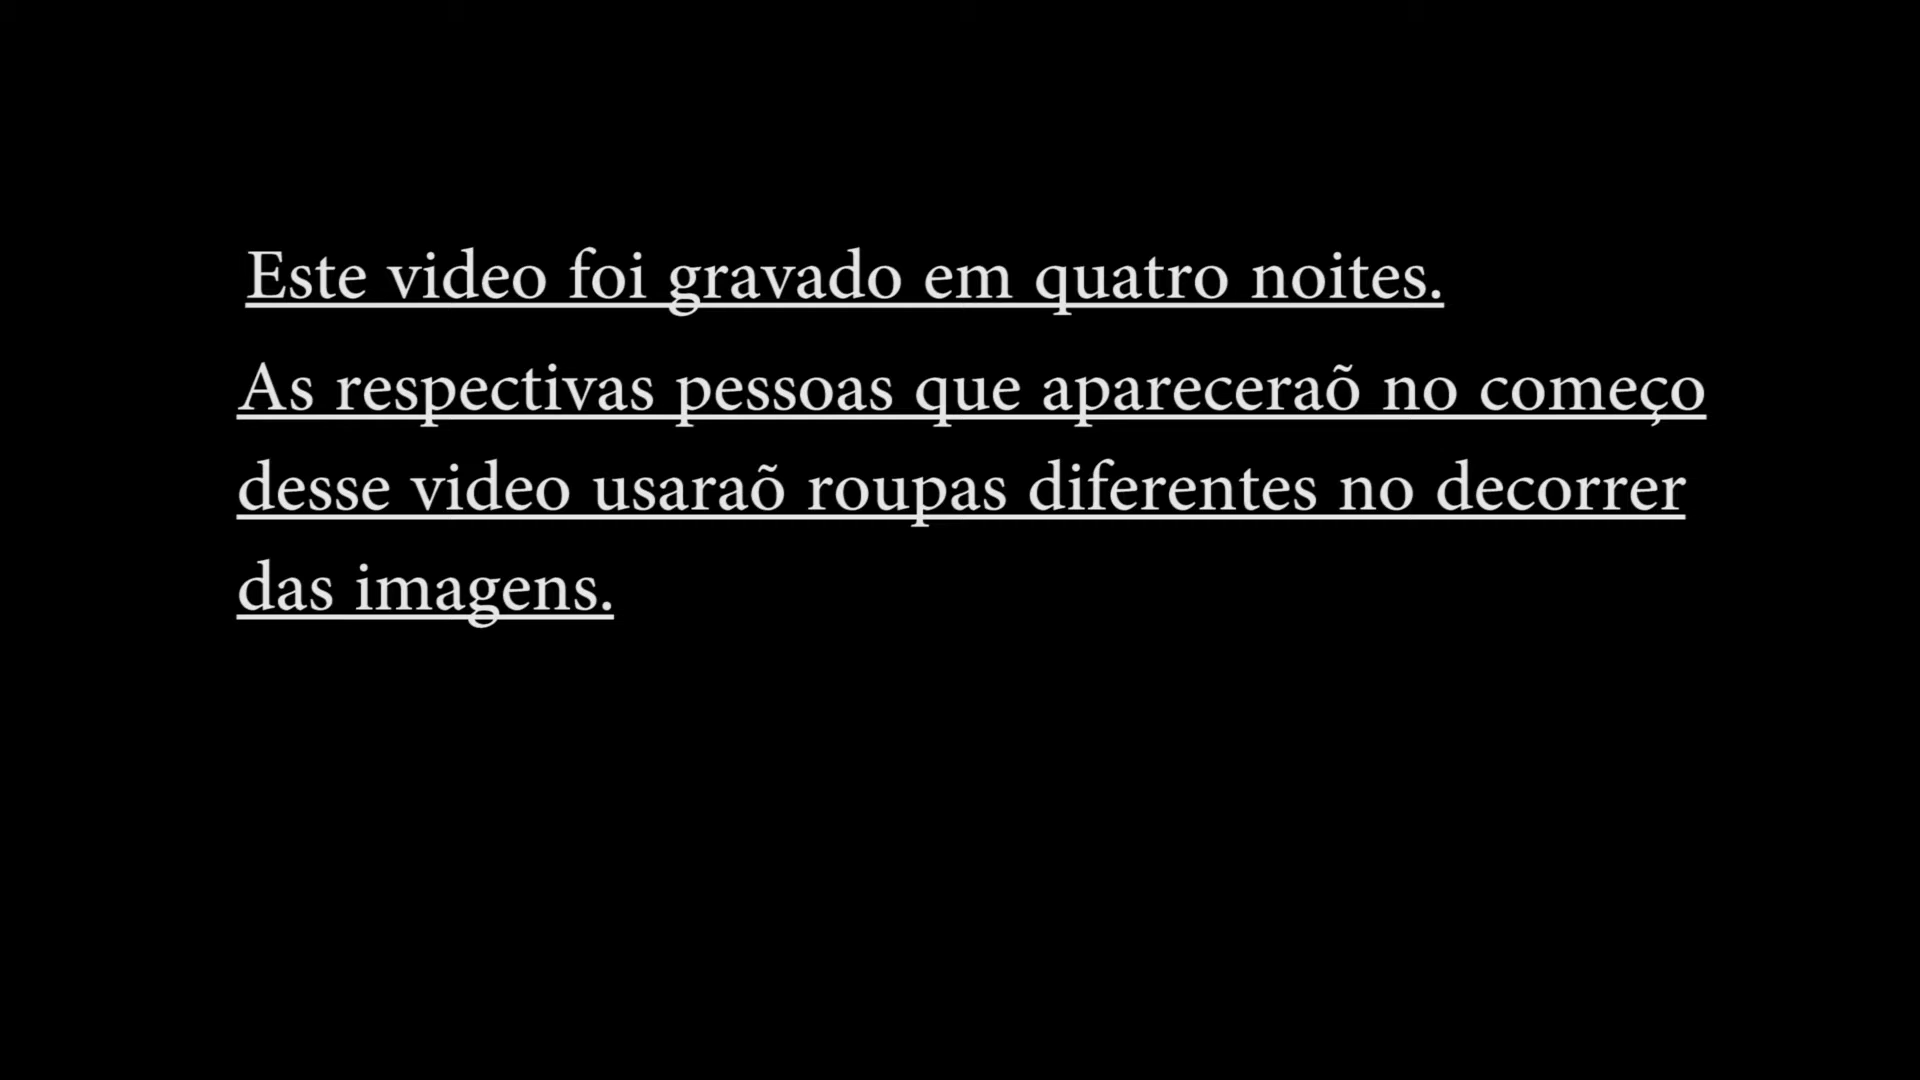 Este video foi gravado em quatro noites.
As respectivas pessoas que apareceraõ no começo
desse video usaraõ roupas diferentes no decorrer
das imagens.